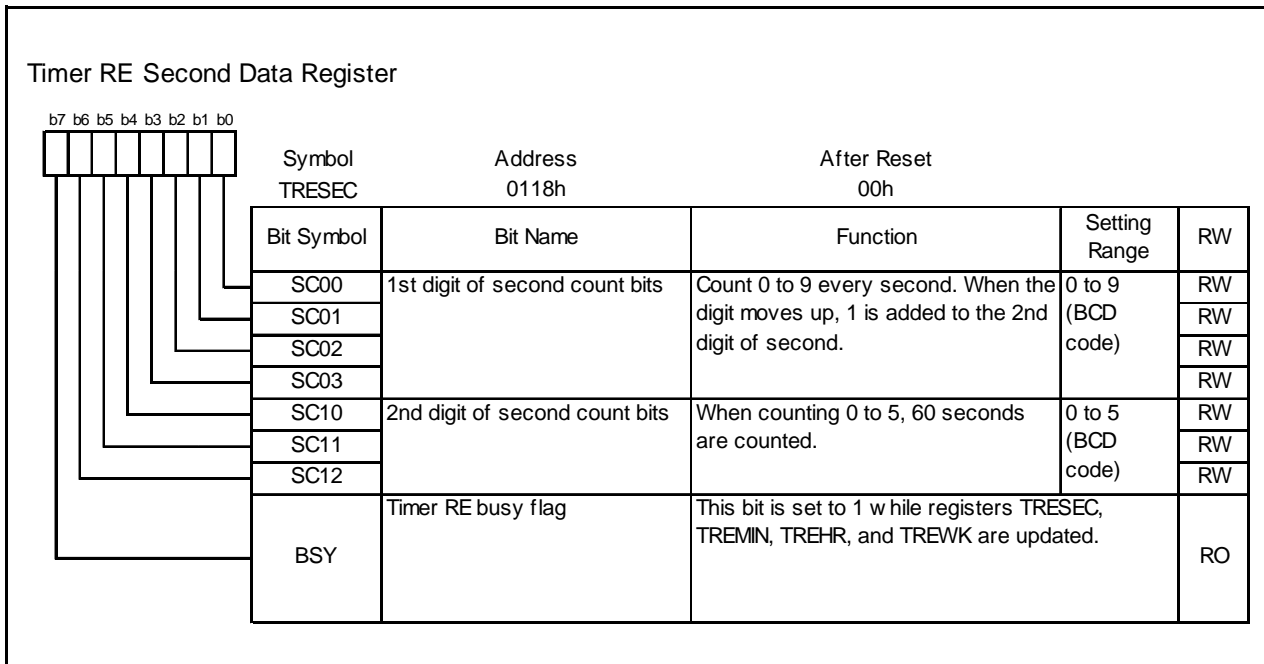 Timer RE Second Data Register
b7 b6 b5 b4 b3 b2 b1 b0
Symbol Address After Reset
TRESEC 0118h 00h
Bit Symbol Bit Name Function Setting Range RW
SC00 1st digit of second count bits Count 0 to 9 every second. When the 0 to 9 RW
SC01 digit moves up, 1 is added to the 2nd (BCD RW
SC02 digit of second. code) RW
SC03 RW
SC10 2nd digit of second count bits When counting 0 to 5, 60 seconds 0 to 5 RW
SC11 are counted. (BCD RW
SC12 code) RW
Timer RE busy flag This bit is set to 1 w hile registers TRESEC,
TREMIN, TREHR, and TREWK are updated.
BSY RO